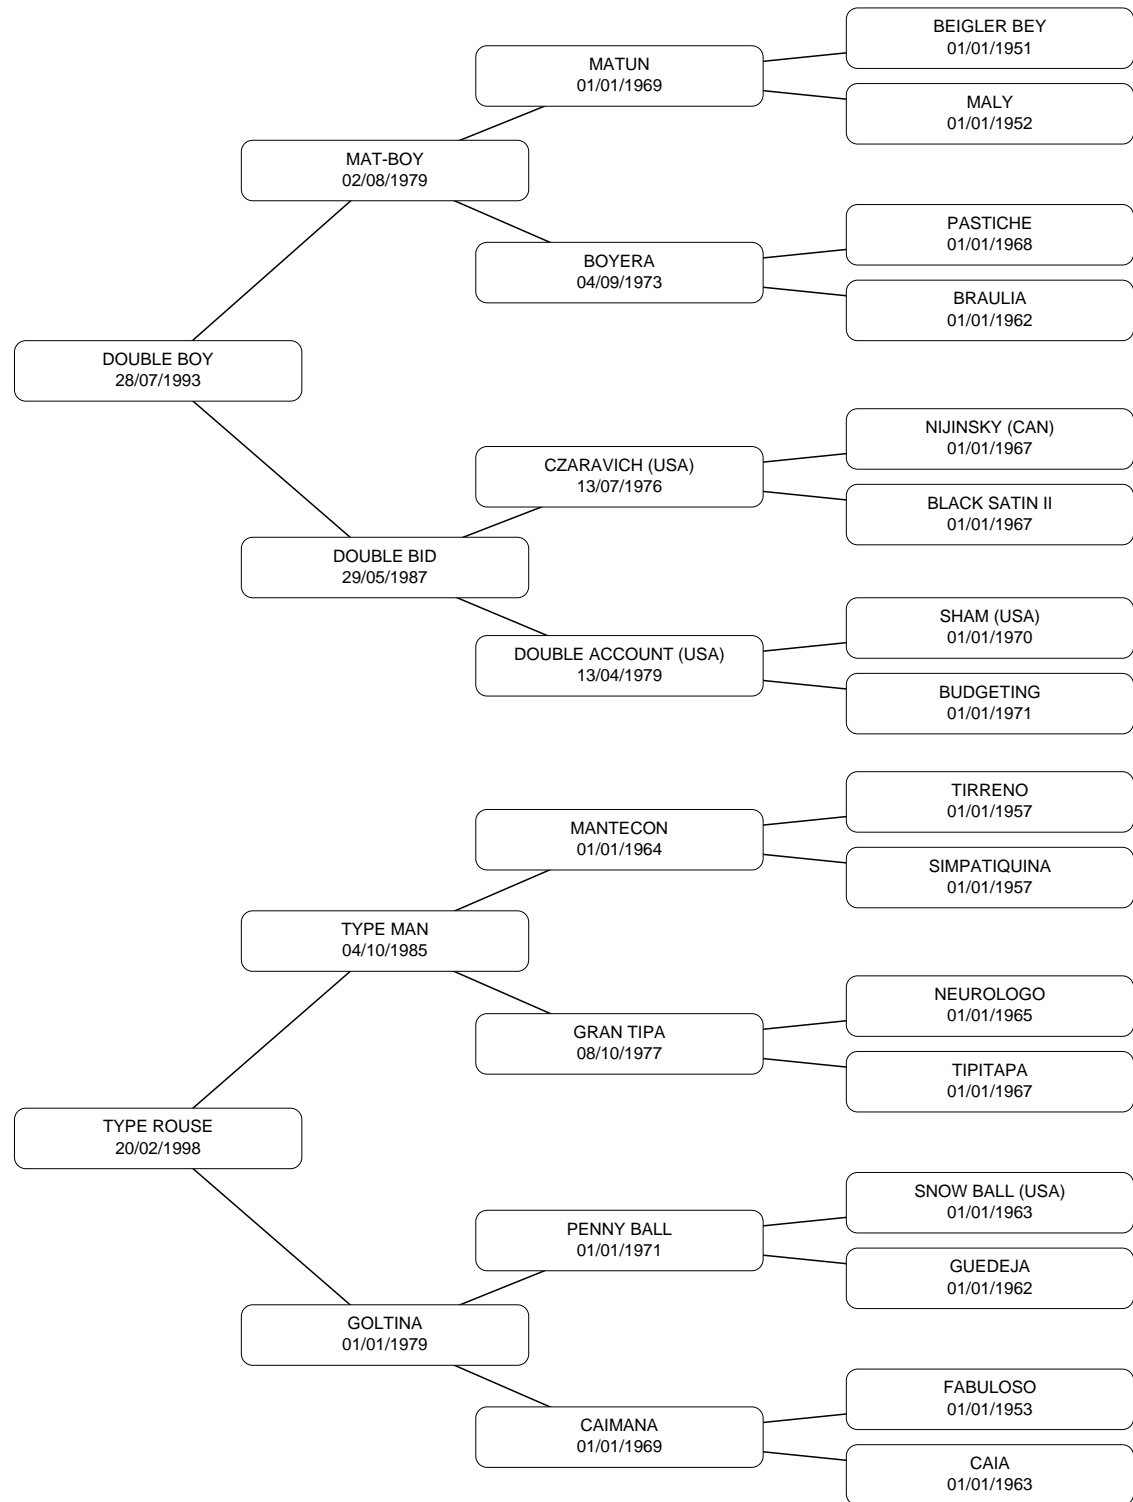 BEIGLER BEY
01/01/1951
MATUN
01/01/1969
MALY
01/01/1952
MAT-BOY
02/08/1979
PASTICHE
01/01/1968
BOYERA
04/09/1973
BRAULIA
01/01/1962
DOUBLE BOY
28/07/1993
NIJINSKY (CAN)
01/01/1967
CZARAVICH (USA)
13/07/1976
BLACK SATIN II
01/01/1967
DOUBLE BID
29/05/1987
SHAM (USA)
01/01/1970
DOUBLE ACCOUNT (USA)
13/04/1979
BUDGETING
01/01/1971
TIRRENO
01/01/1957
MANTECON
01/01/1964
SIMPATIQUINA
01/01/1957
TYPE MAN
04/10/1985
NEUROLOGO
01/01/1965
GRAN TIPA
08/10/1977
TIPITAPA
01/01/1967
TYPE ROUSE
20/02/1998
SNOW BALL (USA)
01/01/1963
PENNY BALL
01/01/1971
GUEDEJA
01/01/1962
GOLTINA
01/01/1979
FABULOSO
01/01/1953
CAIMANA
01/01/1969
CAIA
01/01/1963